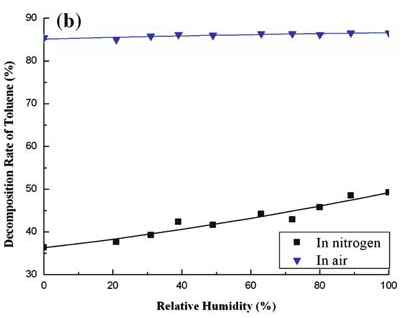 (b)
90
80
70
60
50
40
30
0
20
40
60
80
100
Decomposition Rate of Toluene (%)
Relative Humidity (%)
In nitrogen
In air